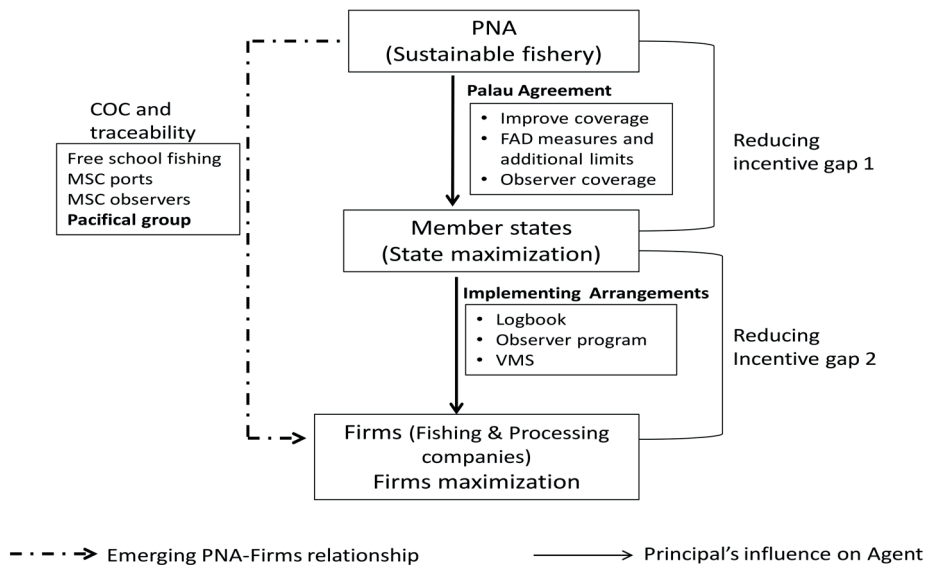 PNA
(Sustainable fishery)
Palau Agreement
• Improve coverage
• FAD measures and
additional limits
• Observer coverage
COC and
traceability
Free school fishing
MSC ports
MSC observers
Pacifical group
Reducing
incentive gap 1
Member states
(State maximization)
Implementing Arrangements
• Logbook
• Observer program
• VMS
Reducing
Incentive gap 2
Firms (Fishing & Processing
companies)
Firms maximization
Emerging PNA-Firms relationship
Principal's influence on Agent